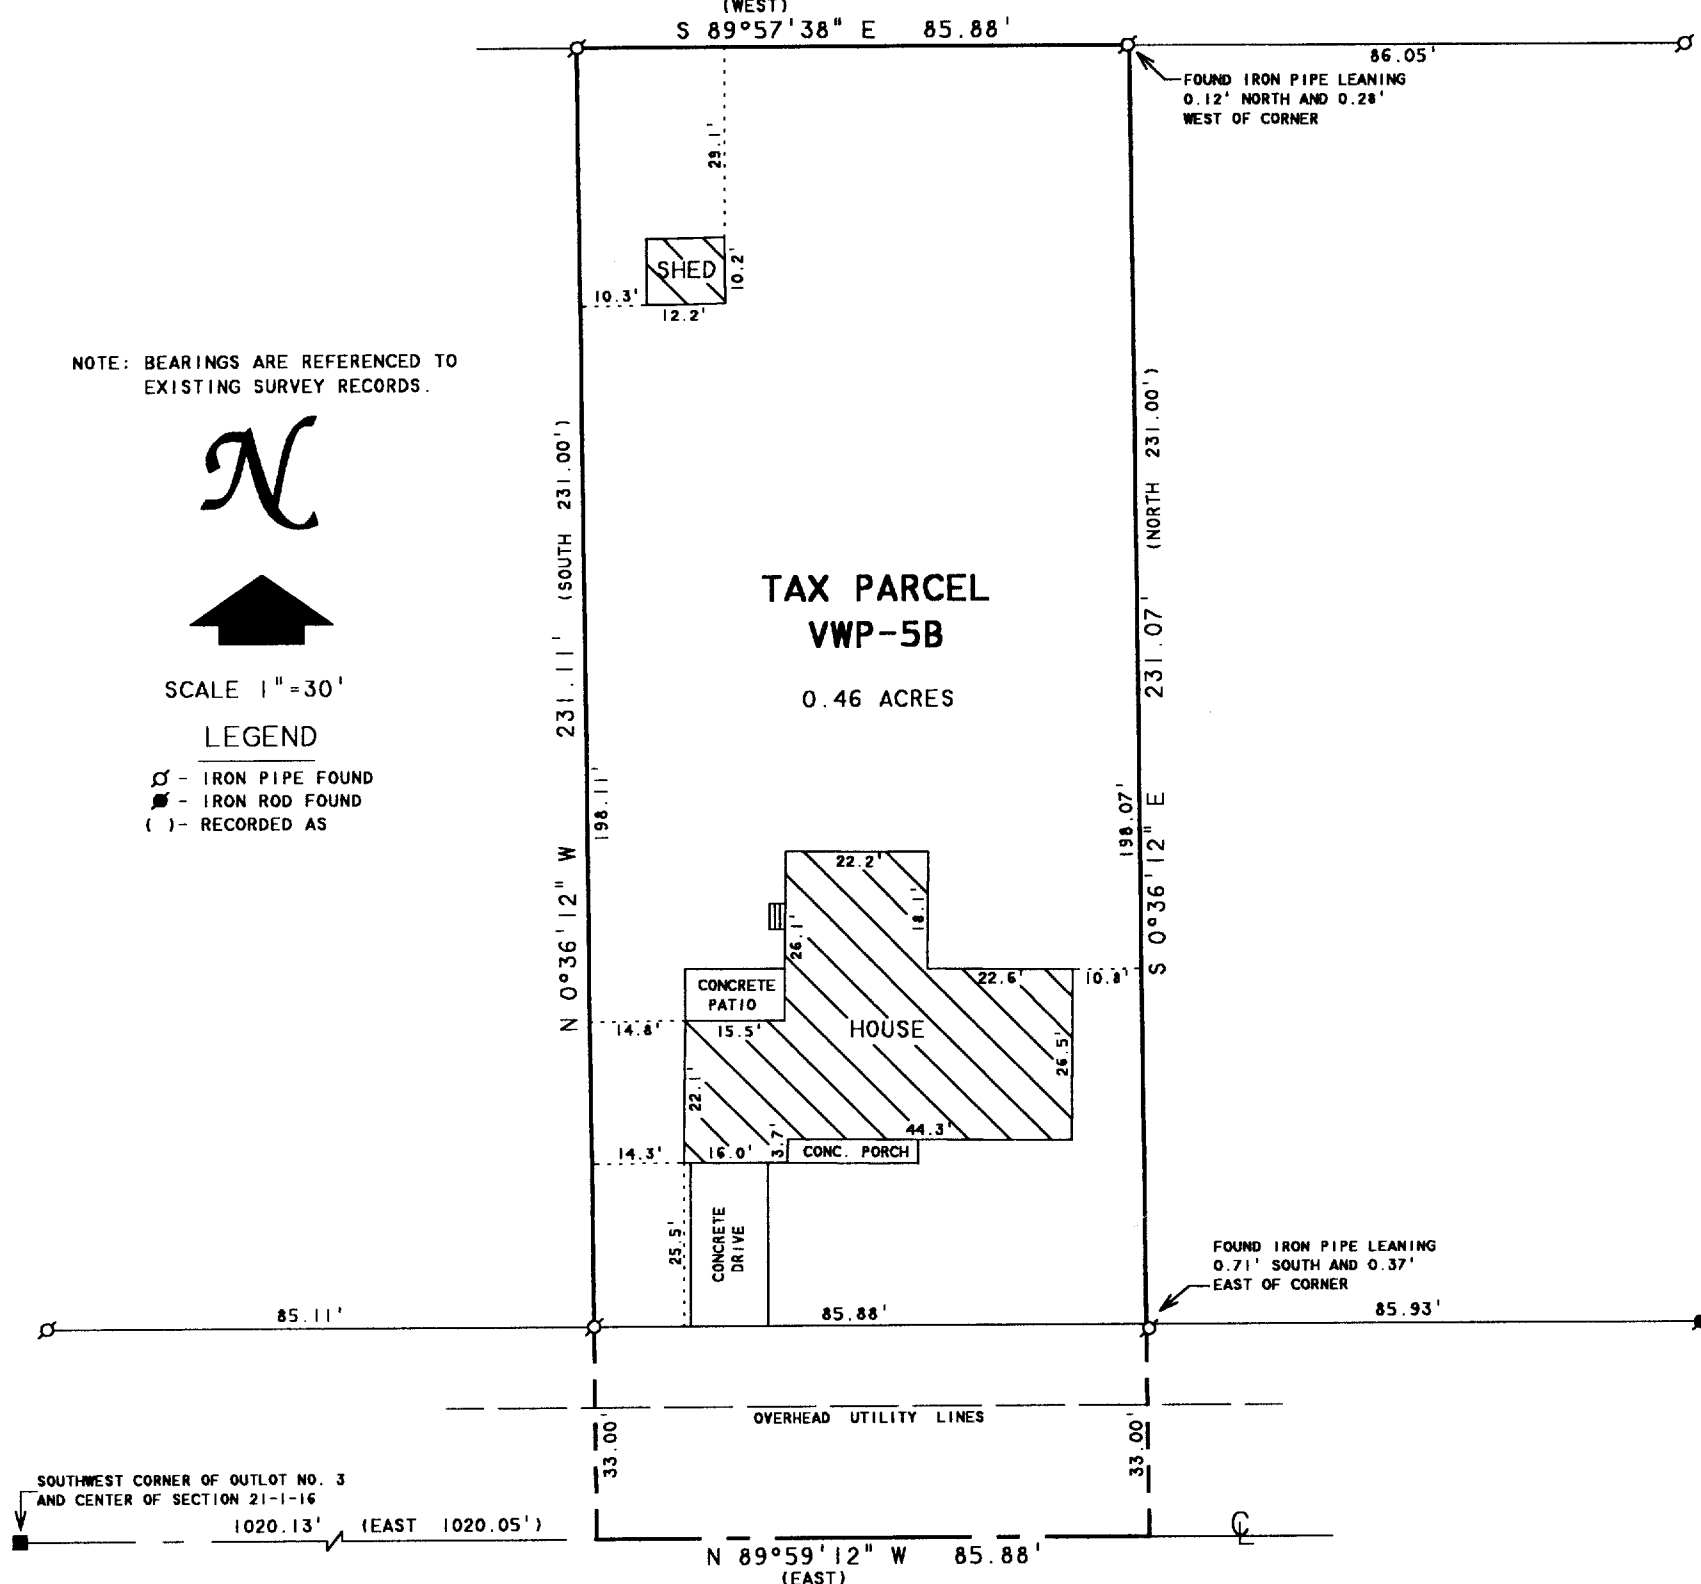 (WEST)
S 89°57'38" E 85.88'
86.05'
FOUND IRON PIPE LEANING
0.12' NORTH AND 0.28'
WEST OF CORNER
29.1'
SHED
10.2'
10.3'
12.2'
NOTE: BEARINGS ARE REFERENCED TO
EXISTING SURVEY RECORDS.
N
SCALE 1"=30'
LEGEND
- IRON PIPE FOUND
- IRON ROD FOUND
( )- RECORDED AS
N 0°36'12" W 231.11' (SOUTH 231.00')
198.11'
TAX PARCEL
VWP-5B
0.46 ACRES
S 0°36'12" E 231.07' (NORTH 231.00')
198.07'
22.2'
18.1'
26.1'
CONCRETE
PATIO
22.6'
10.8'
14.8'
15.5'
HOUSE
26.5'
22.1'
44.3'
14.3'
16.0'
3.7'
CONC. PORCH
25.5'
CONCRETE
DRIVE
FOUND IRON PIPE LEANING
0.71' SOUTH AND 0.37'
EAST OF CORNER
85.11'
85.88'
85.93'
OVERHEAD UTILITY LINES
33.00'
33.00'
SOUTHWEST CORNER OF OUTLOT NO. 3
AND CENTER OF SECTION 21-1-16
1020.13' (EAST 1020.05')
CL
N 89°59'12" W 85.88'
(EAST)